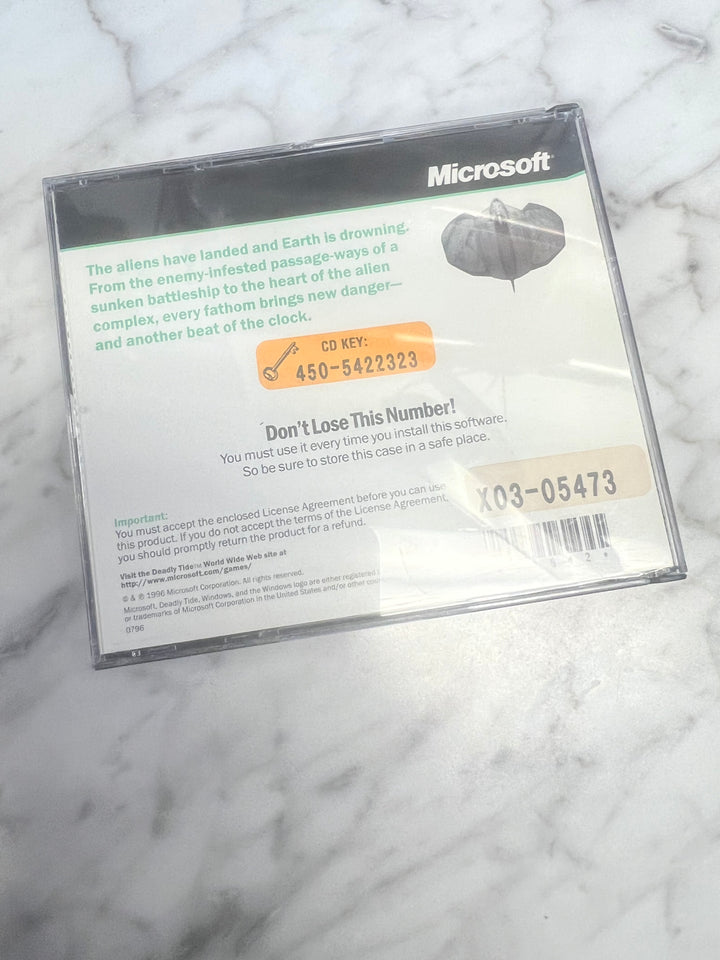 Microsoft
The aliens have landed and Earth is drowning.
From the enemy-infested passage-ways of a
sunken battleship to the heart of the alien
complex, every fathom brings new danger—
and another beat of the clock.
CD KEY:
450-5422323
Don't Lose This Number!
You must use it every time you install this software.
So be sure to store this case in a safe place.
X03-05473
Important:
You must accept the enclosed License Agreement before you can use
this product. If you do not accept the terms of the License Agreement,
you should promptly return the product for a refund.
Visit the Deadly Tide™ World Wide Web site at
http://www.microsoft.com/games/
© & ℗ 1996 Microsoft Corporation. All rights reserved.
Microsoft, Deadly Tide, Windows, and the Windows logo are either registered
or trademarks of Microsoft Corporation in the United States and/or other
0796